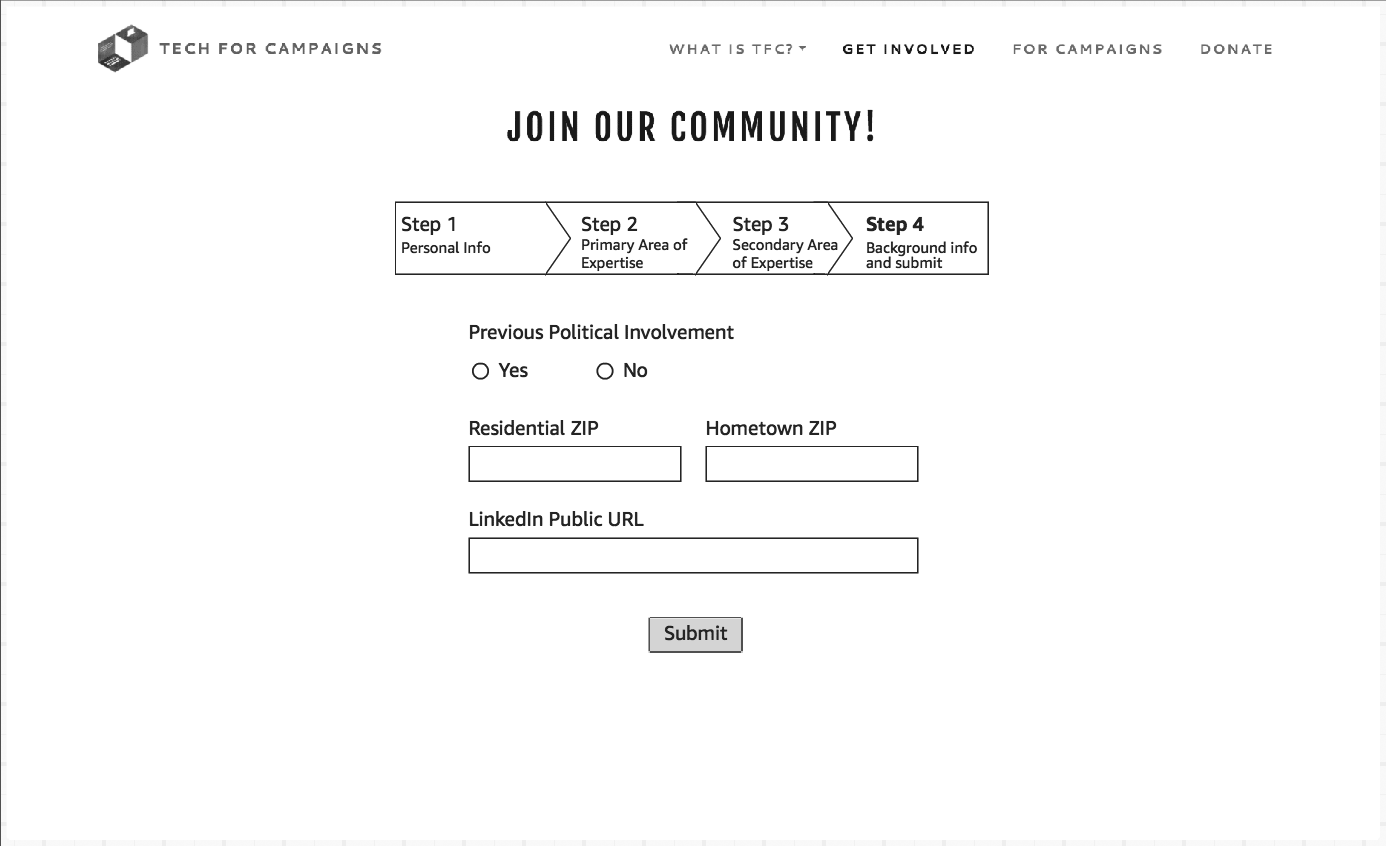 TECH FOR CAMPAIGNS
WHAT IS TFC? GET INVOLVED FOR CAMPAIGNS DONATE
JOIN OUR COMMUNITY!
Step 1
Personal Info
Step 2
Primary Area of
Expertise
Step 3
Secondary Area
of Expertise
Step 4
Background info
and submit
Previous Political Involvement
Yes No
Residential ZIP Hometown ZIP
LinkedIn Public URL
Submit